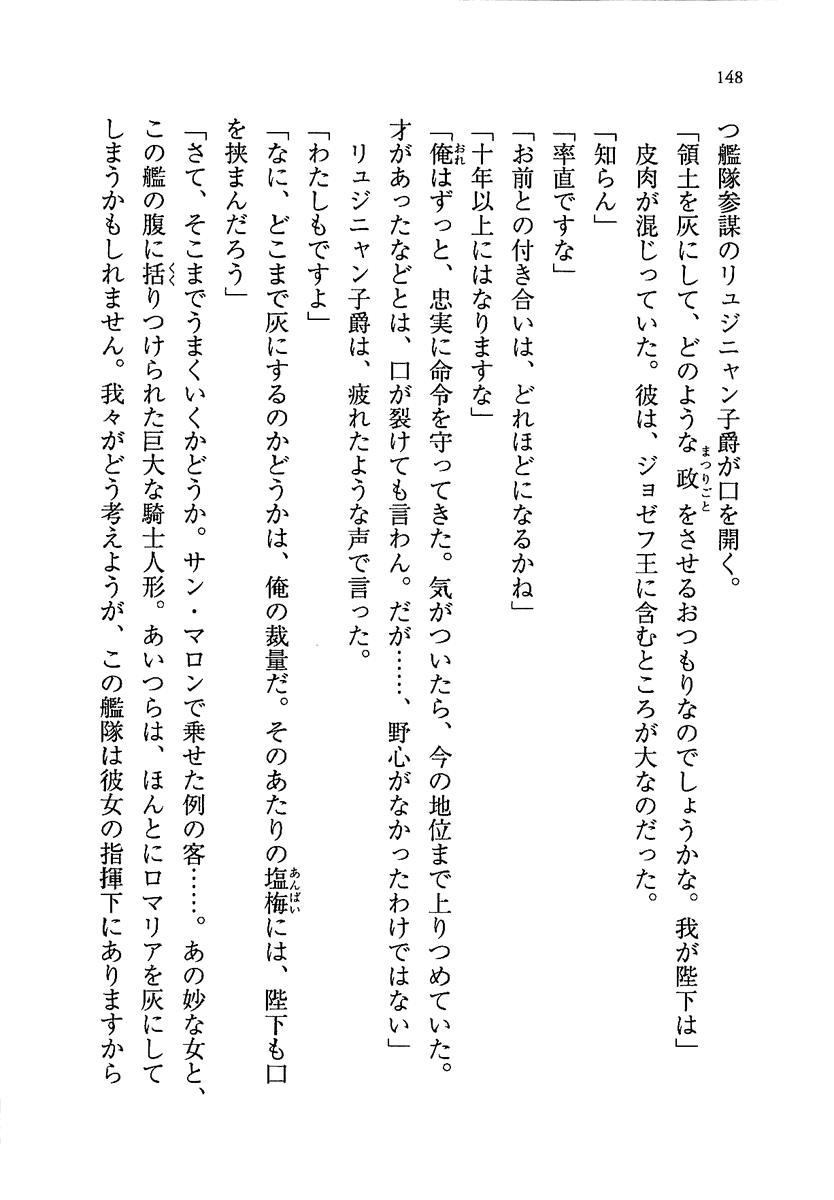 148
つ艦隊参謀のリュジニャン子爵が口を開く。
「領土を灰にして、どのような政をさせるおつもりなのでしょうかな。我が陛下は」
まつりごと
皮肉が混じっていた。彼は、ジョゼフ王に含むところが大なのだった。
「知らん」
「率直ですな」
「お前との付き合いは、どれほどになるかね」
「十年以上にはなりますな」
「俺はずっと、忠実に命令を守ってきた。気がついたら、今の地位まで上りつめていた。
おれ
才があったなどとは、口が裂けても言わん。だが……、野心がなかったわけではない」
リュジニャン子爵は、疲れたような声で言った。
「わたしもですよ」
「なに、どこまで灰にするのかどうかは、俺の裁量だ。そのあたりの塩梅には、陛下も口
あんばい
を挟まんだろう」
「さて、そこまでうまくいくかどうか。サン・マロンで乗せた例の客……。あの妙な女と、
この艦の腹に括りつけられた巨大な騎士人形。あいつらは、ほんとにロマリアを灰にして
くく
しまうかもしれません。我々がどう考えようが、この艦隊は彼女の指揮下にありますから